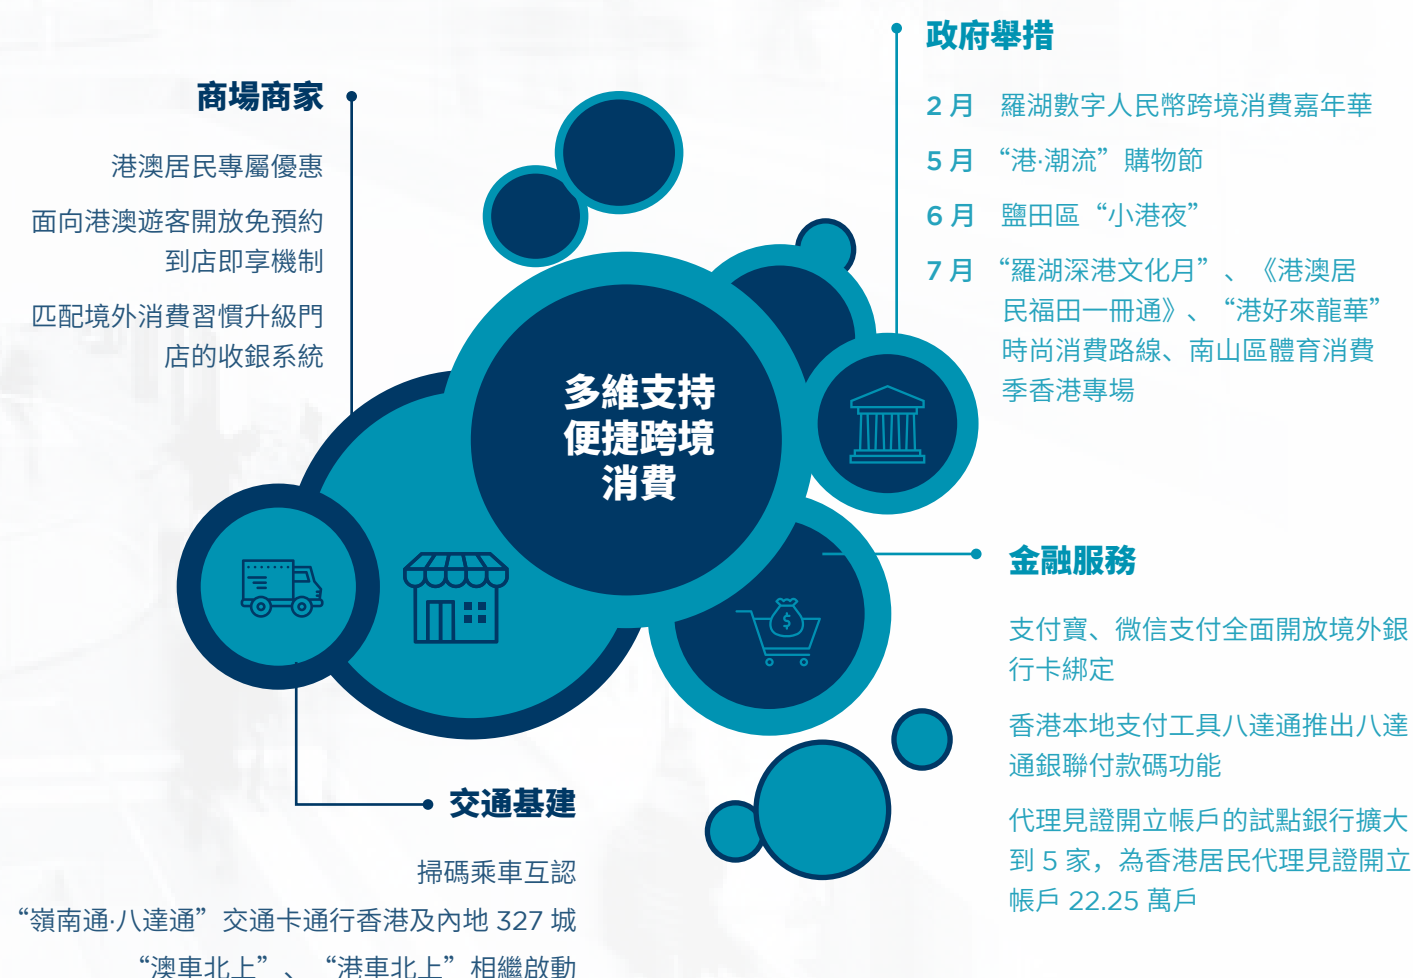 商場商家
港澳居民專屬優惠
面向港澳遊客開放免預約
到店即享機制
匹配境外消費習慣升級門
店的收銀系統
政府舉措
2 月 羅湖數字人民幣跨境消費嘉年華
5 月 “港·潮流”購物節
6 月 鹽田區“小港夜”
7 月 “羅湖深港文化月”、《港澳居
民福田一冊通》、“港好來龍華”
時尚消費路線、南山區體育消費
季香港專場
多維支持
便捷跨境
消費
$
金融服務
支付寶、微信支付全面開放境外銀
行卡綁定
香港本地支付工具八達通推出八達
通銀聯付款碼功能
代理見證開立帳戶的試點銀行擴大
到 5 家，為香港居民代理見證開立
帳戶 22.25 萬戶
交通基建
掃碼乘車互認
“嶺南通·八達通”交通卡通行香港及內地 327 城
“澳車北上”、“港車北上”相繼啟動